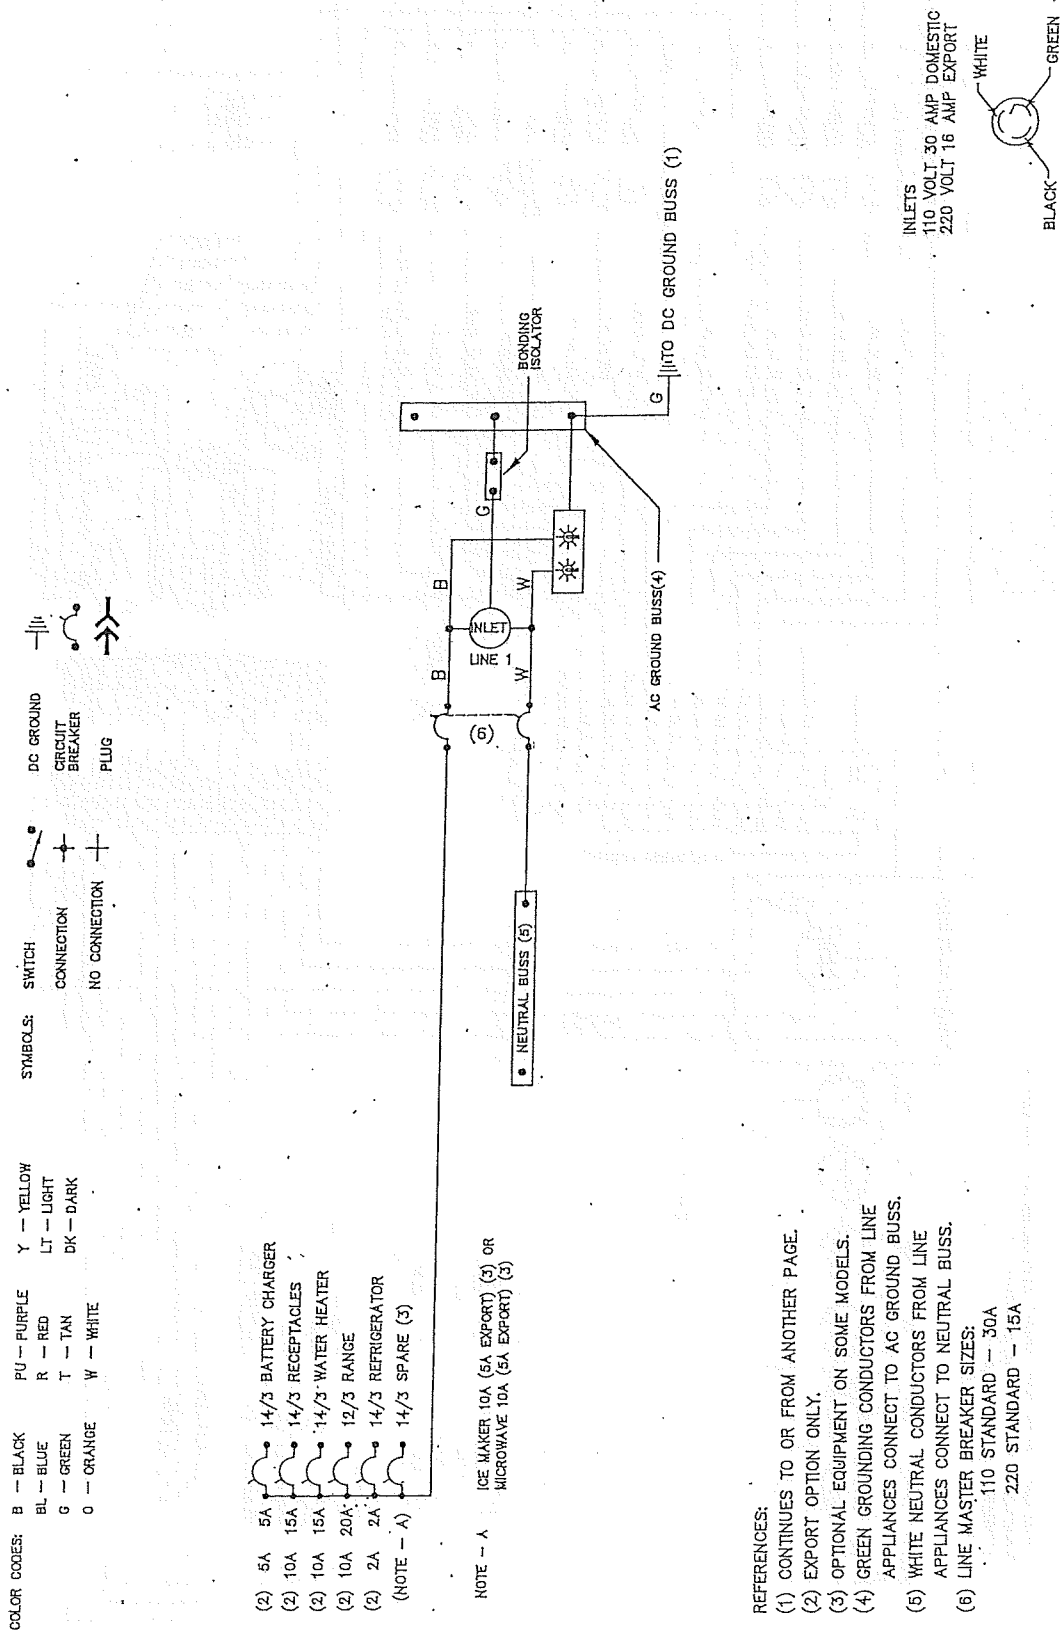 COLOR CODES: B — BLACK PU — PURPLE Y — YELLOW
BL — BLUE R — RED LT — LIGHT
G — GREEN T — TAN DK — DARK
O — ORANGE W — WHITE
SYMBOLS: SWITCH DC GROUND
CONNECTION CIRCUIT
BREAKER
NO CONNECTION PLUG
(2) 5A 5A 14/3 BATTERY CHARGER
(2) 10A 15A 14/3 RECEPTACLES
(2) 10A 15A 14/3 WATER HEATER
(2) 10A 20A 12/3 RANGE
(2) 2A 2A 14/3 REFRIGERATOR
(NOTE — A) 14/3 SPARE (3)
NOTE — A ICE MAKER 10A (5A EXPORT) (3) OR
MICROWAVE 10A (5A EXPORT) (3)
B
B
(6)
INLET
LINE 1
W
W
G
BONDING
ISOLATOR
NEUTRAL BUSS (5)
AC GROUND BUSS(4)
G
TO DC GROUND BUSS (1)
REFERENCES:
(1) CONTINUES TO OR FROM ANOTHER PAGE.
(2) EXPORT OPTION ONLY.
(3) OPTIONAL EQUIPMENT ON SOME MODELS.
(4) GREEN GROUNDING CONDUCTORS FROM LINE
APPLIANCES CONNECT TO AC GROUND BUSS.
(5) WHITE NEUTRAL CONDUCTORS FROM LINE
APPLIANCES CONNECT TO NEUTRAL BUSS.
(6) LINE MASTER BREAKER SIZES:
110 STANDARD — 30A
220 STANDARD — 15A
INLETS
110 VOLT 30 AMP DOMESTIC
220 VOLT 16 AMP EXPORT
WHITE
BLACK
GREEN